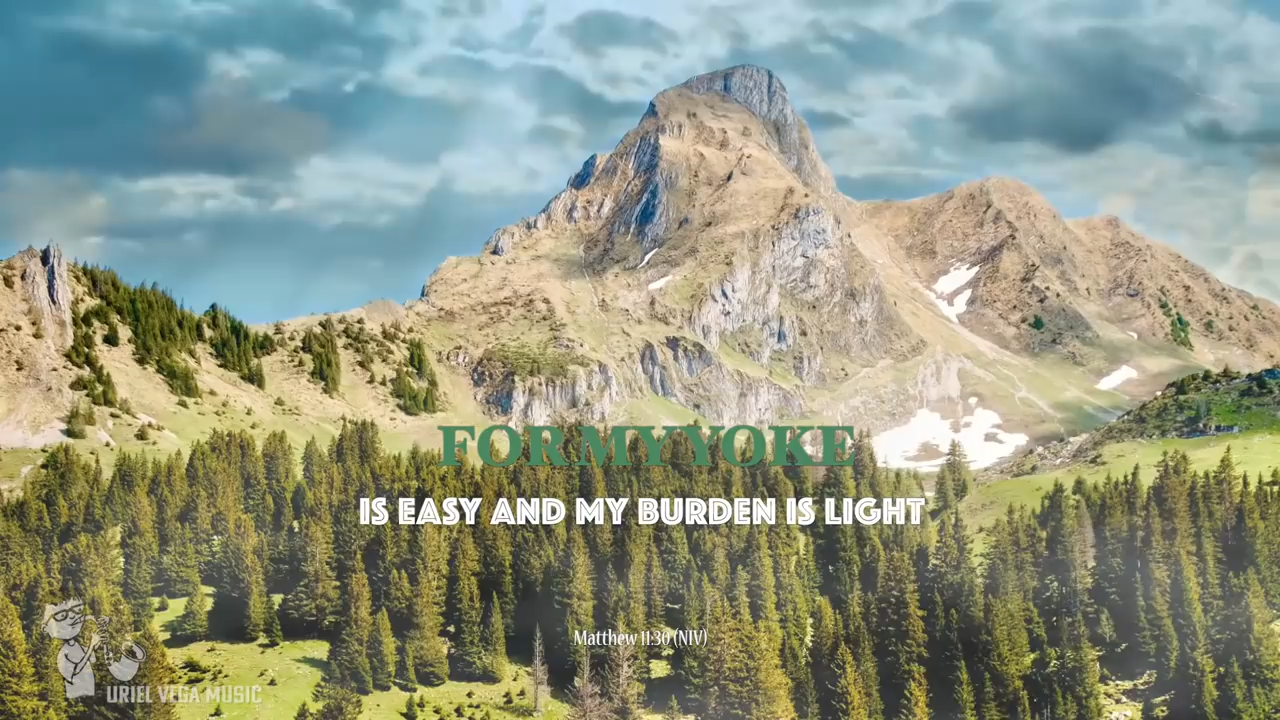 FOR MY YOKE
IS EASY AND MY BURDEN IS LIGHT
Matthew 11:30 (NIV)
URIEL VEGA MUSIC